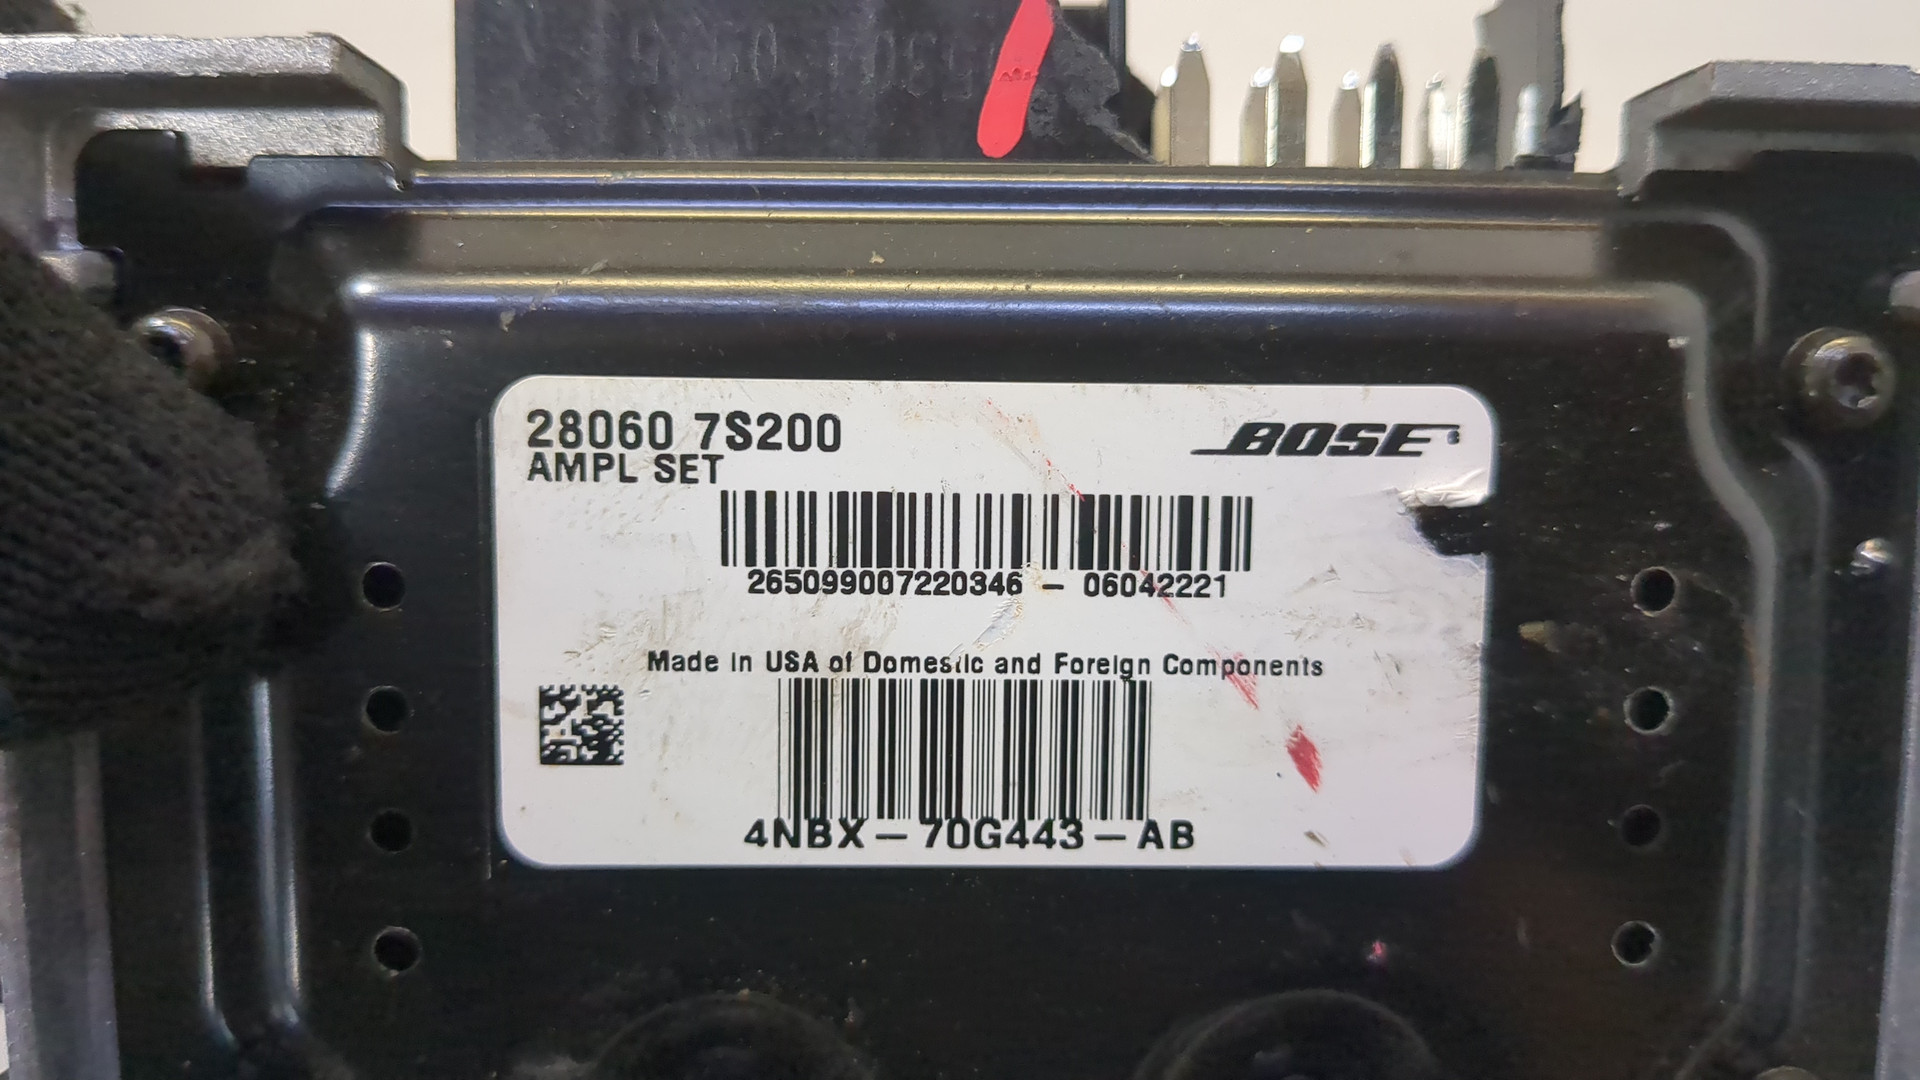 28060 7S200
BOSE
AMPL SET
265099007220346 – 06042221
Made in USA of Domestic and Foreign Components
4NBX – 70G443 – AB